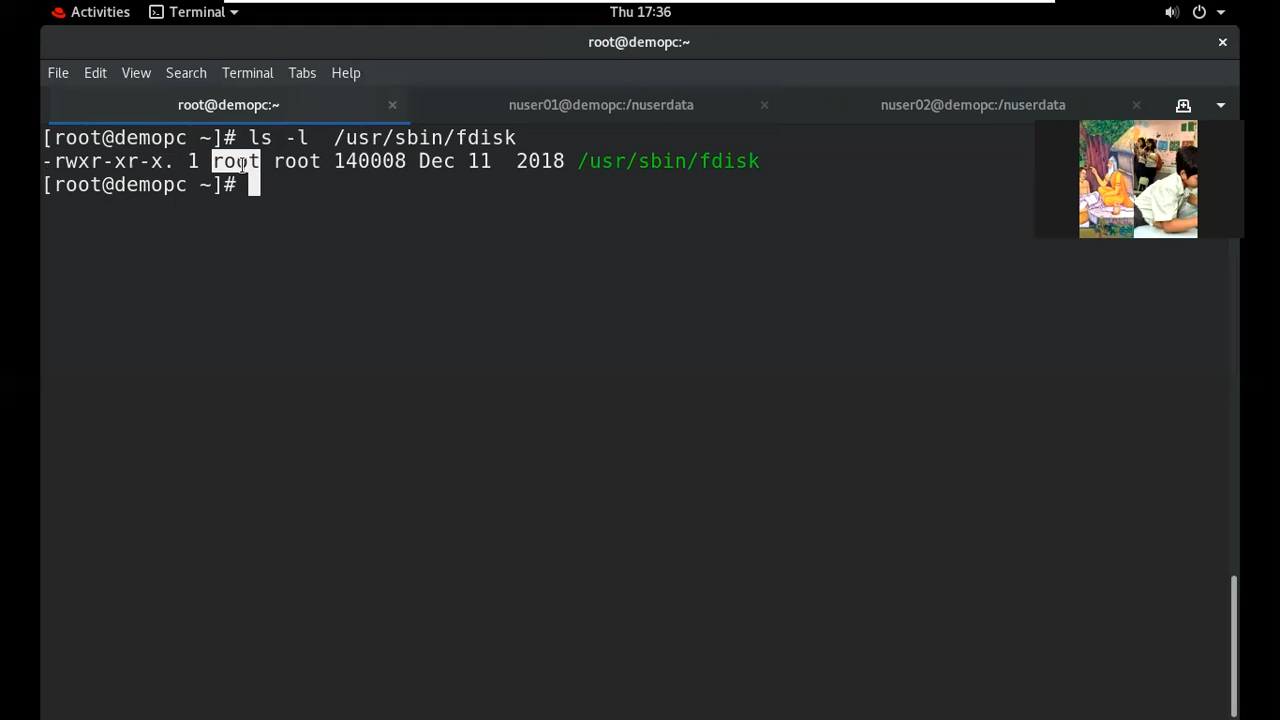 Activities Terminal Thu 17:36
root@demopc:~
File Edit View Search Terminal Tabs Help
root@demopc:~ nuser01@demopc:/nuserdata nuser02@demopc:/nuserdata
[root@demopc ~]# ls -l  /usr/sbin/fdisk
-rwxr-xr-x. 1 root root 140008 Dec 11  2018 /usr/sbin/fdisk
[root@demopc ~]#